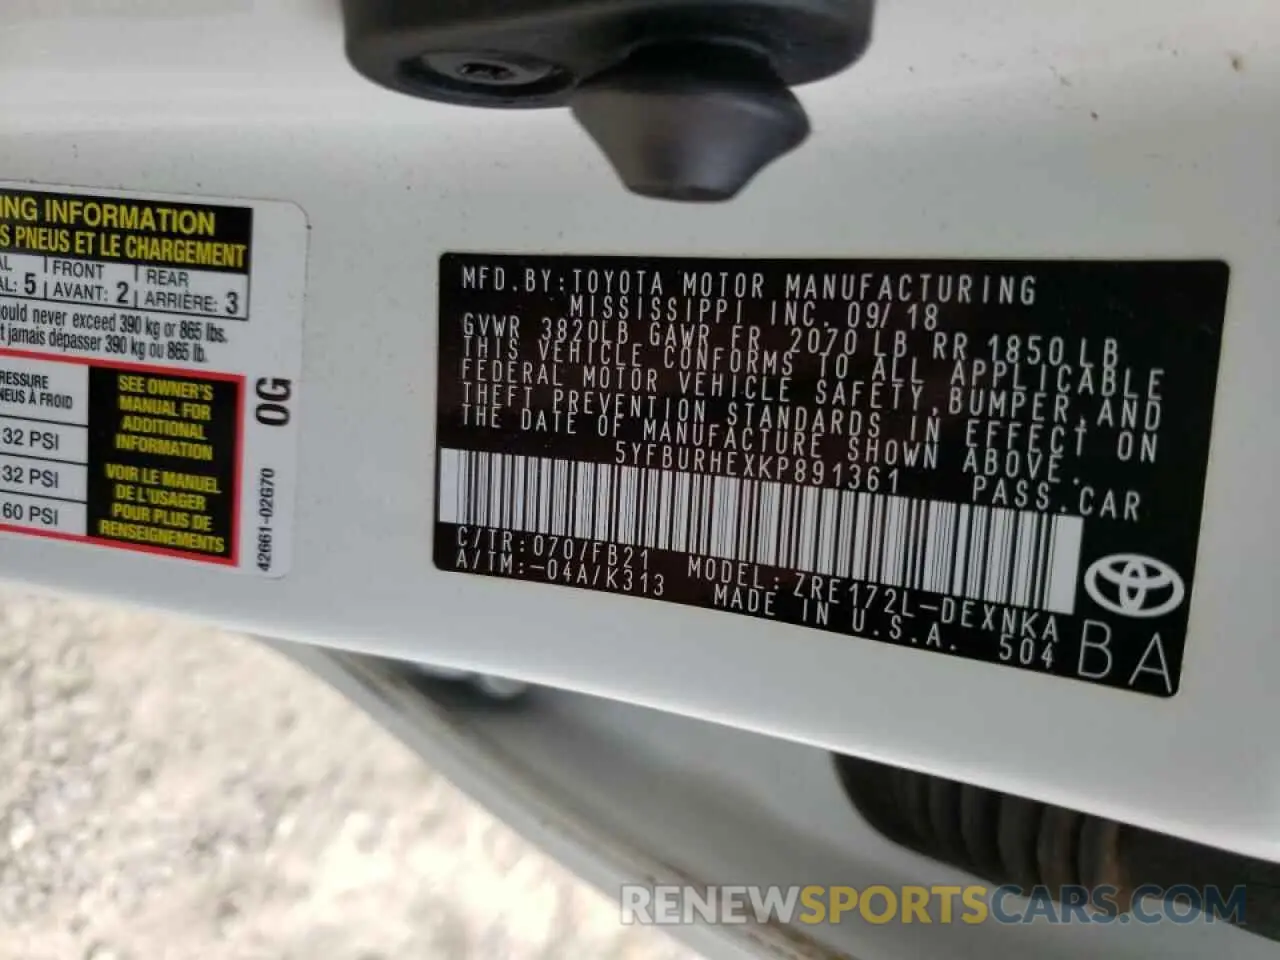 ING INFORMATION
S PNEUS ET LE CHARGEMENT
AL FRONT REAR
AL: 5 AVANT: 2 ARRIÈRE: 3
ould never exceed 390 kg or 865 lbs.
t jamais dépasser 390 kg ou 865 lb.
RESSURE
NEUS À FROID
32 PSI
32 PSI
60 PSI
SEE OWNER'S
MANUAL FOR
ADDITIONAL
INFORMATION
VOIR LE MANUEL
DE L'USAGER
POUR PLUS DE
RENSEIGNEMENTS
0G
42661-02G70
MFD. BY: TOYOTA MOTOR MANUFACTURING
MISSISSIPPI INC. 09/18
GVWR 3820LB GAWR FR 2070 LB RR 1850 LB
THIS VEHICLE CONFORMS TO ALL APPLICABLE
FEDERAL MOTOR VEHICLE SAFETY, BUMPER, AND
THEFT PREVENTION STANDARDS IN EFFECT ON
THE DATE OF MANUFACTURE SHOWN ABOVE.
5YFBURHEXKP891361 PASS. CAR
C/TR: 070/FB21 MODEL: ZRE172L-DEXNKA
A/TM: -04A/K313 MADE IN U.S.A. 504
BA
RENEWSPORTSCARS.COM